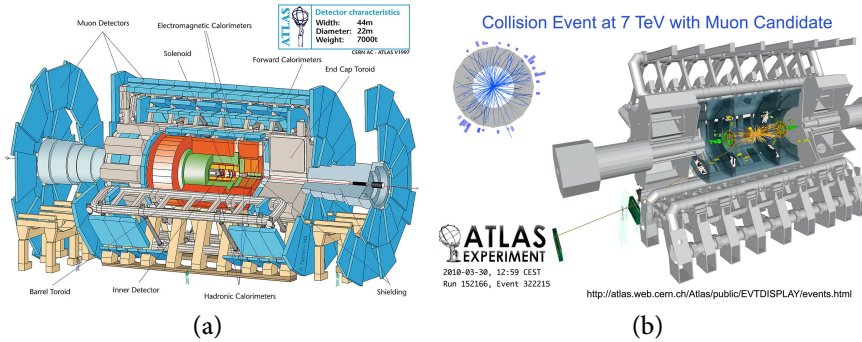 Muon Detectors
Electromagnetic Calorimeters
Solenoid
Forward Calorimeters
End Cap Toroid
ATLAS
Detector characteristics
Width: 44m
Diameter: 22m
Weight: 7000t
CERN AC - ATLAS V1997
Barrel Toroid
Inner Detector
Hadronic Calorimeters
Shielding
(a)
Collision Event at 7 TeV with Muon Candidate
ATLAS
EXPERIMENT
2010-03-30, 12:59 CEST
Run 152166, Event 322215
http://atlas.web.cern.ch/Atlas/public/EVTDISPLAY/events.html
(b)